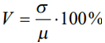 V = σ/μ · 100%